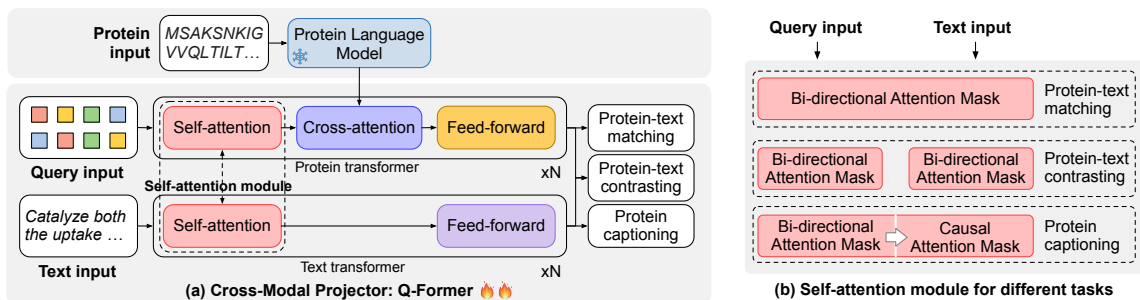 Protein
input
MSAKSNKIG
VVQLTILT…
Protein Language
Model
Query input
Self-attention
Cross-attention
Feed-forward
Protein transformer
xN
Self-attention module
Catalyze both
the uptake …
Text input
Self-attention
Feed-forward
Text transformer
xN
Protein-text
matching
Protein-text
contrasting
Protein
captioning
(a) Cross-Modal Projector: Q-Former
Query input
Text input
Bi-directional Attention Mask
Protein-text
matching
Bi-directional
Attention Mask
Bi-directional
Attention Mask
Protein-text
contrasting
Bi-directional
Attention Mask
Causal
Attention Mask
Protein
captioning
(b) Self-attention module for different tasks